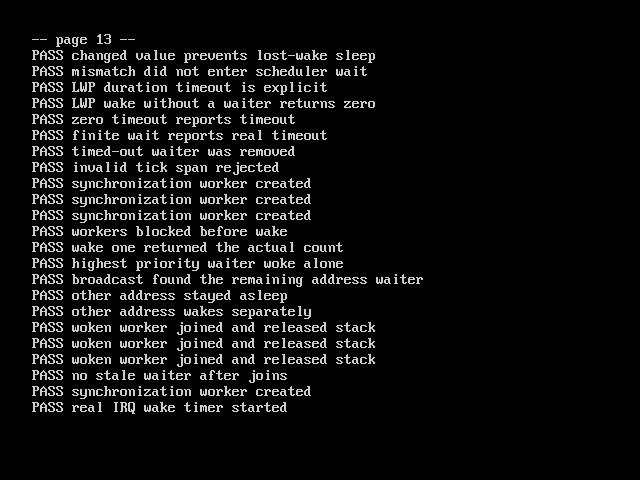 -- page 13 --
PASS changed value prevents lost-wake sleep
PASS mismatch did not enter scheduler wait
PASS LWP duration timeout is explicit
PASS LWP wake without a waiter returns zero
PASS zero timeout reports timeout
PASS finite wait reports real timeout
PASS timed-out waiter was removed
PASS invalid tick span rejected
PASS synchronization worker created
PASS synchronization worker created
PASS synchronization worker created
PASS workers blocked before wake
PASS wake one returned the actual count
PASS highest priority waiter woke alone
PASS broadcast found the remaining address waiter
PASS other address stayed asleep
PASS other address wakes separately
PASS woken worker joined and released stack
PASS woken worker joined and released stack
PASS woken worker joined and released stack
PASS no stale waiter after joins
PASS synchronization worker created
PASS real IRQ wake timer started